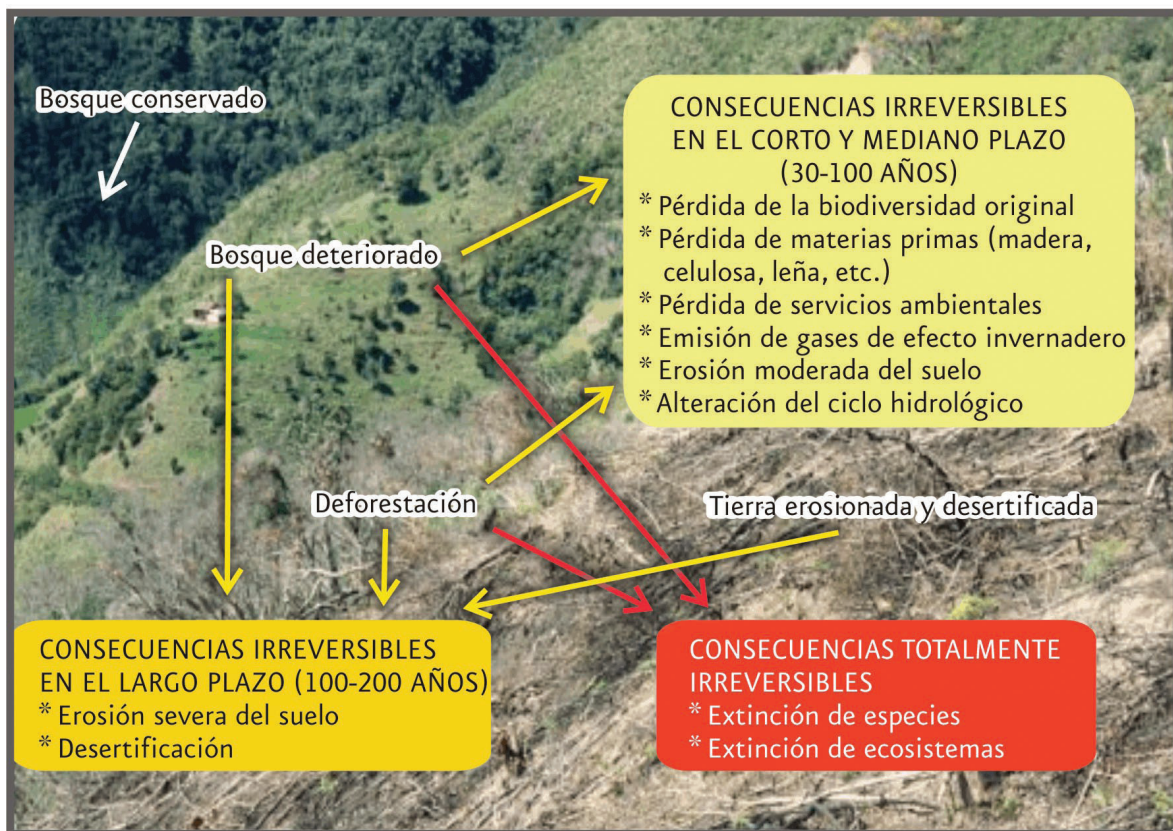 Bosque conservado
CONSECUENCIAS IRREVERSIBLES
EN EL CORTO Y MEDIANO PLAZO
(30-100 AÑOS)
* Pérdida de la biodiversidad original
* Pérdida de materias primas (madera,
celulosa, leña, etc.)
* Pérdida de servicios ambientales
* Emisión de gases de efecto invernadero
* Erosión moderada del suelo
* Alteración del ciclo hidrológico
Bosque deteriorado
Deforestación
Tierra erosionada y desertificada
CONSECUENCIAS IRREVERSIBLES
EN EL LARGO PLAZO (100-200 AÑOS)
* Erosión severa del suelo
* Desertificación
CONSECUENCIAS TOTALMENTE
IRREVERSIBLES
* Extinción de especies
* Extinción de ecosistemas